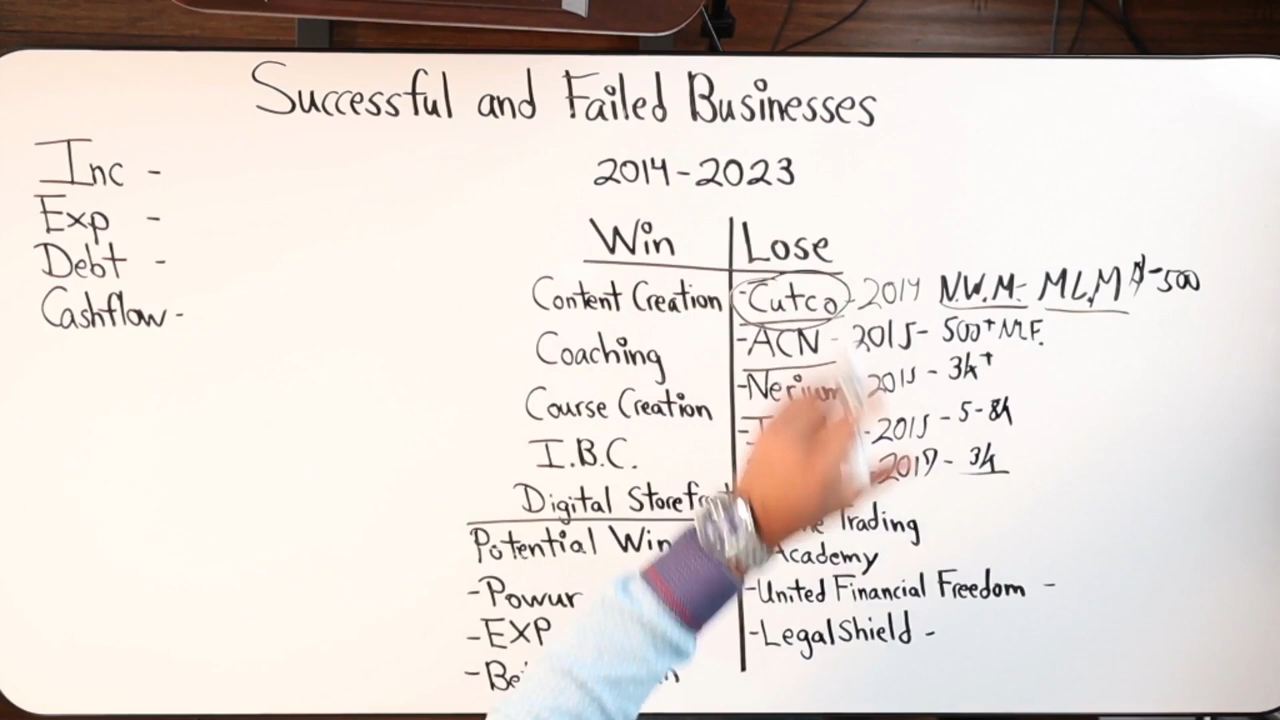 Successful and Failed Businesses
2014-2023
Inc -
Exp -
Debt -
Cashflow -
Win
Content Creation
Coaching
Course Creation
I.B.C.
Digital
Potential Win
-Powur
-EXP
Lose
-Cutco - 2014 N.W.M- MLM $-500
-ACN - 2015- 500+ N.F.
-Nerium 2015 - 3k+
-2015 - 5-8k
3k
Trading
Academy
-United Financial Freedom -
-LegalShield -